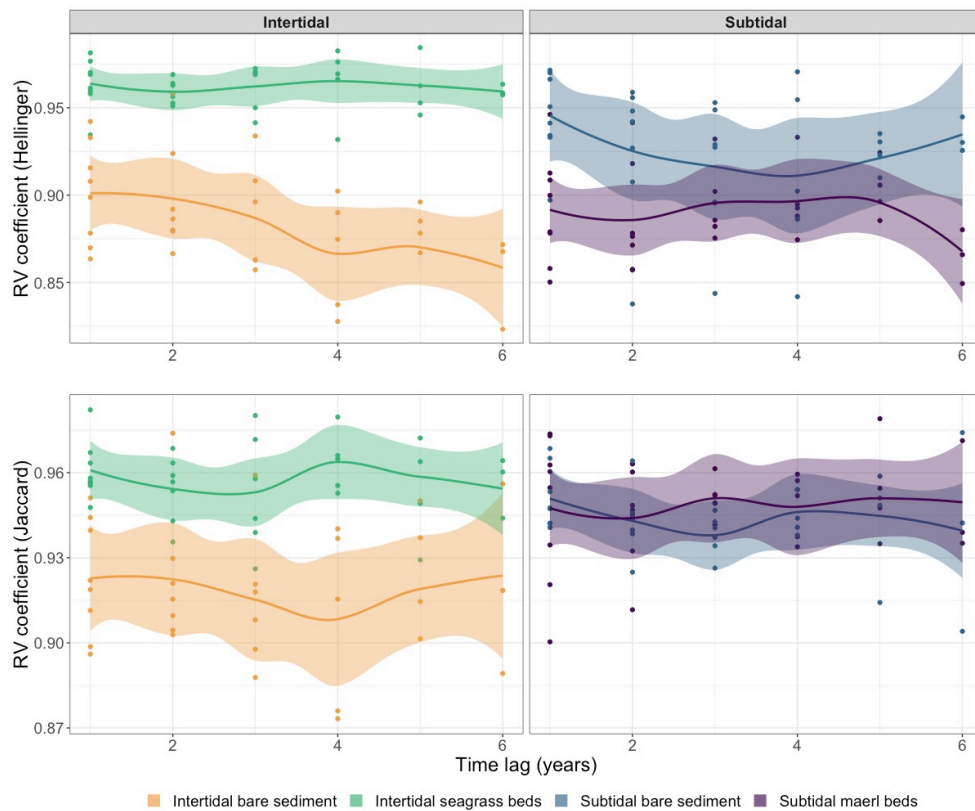 Intertidal Subtidal
RV coefficient (Hellinger)
0.95
0.90
0.85
2 4 6 2 4 6
RV coefficient (Jaccard)
0.96
0.93
0.90
0.87
2 4 6 2 4 6
Time lag (years)
Intertidal bare sediment Intertidal seagrass beds Subtidal bare sediment Subtidal maerl beds